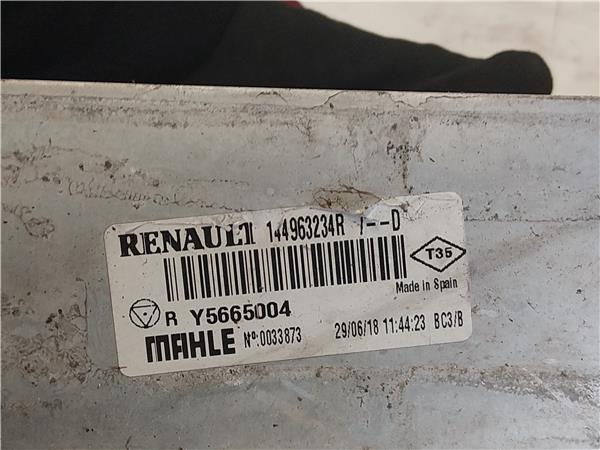 RENAULT 144963234R /--D
T35
Made in Spain
R Y5665004
MAHLE Nº:0033873 29/06/18 11:44:23 BC3/B